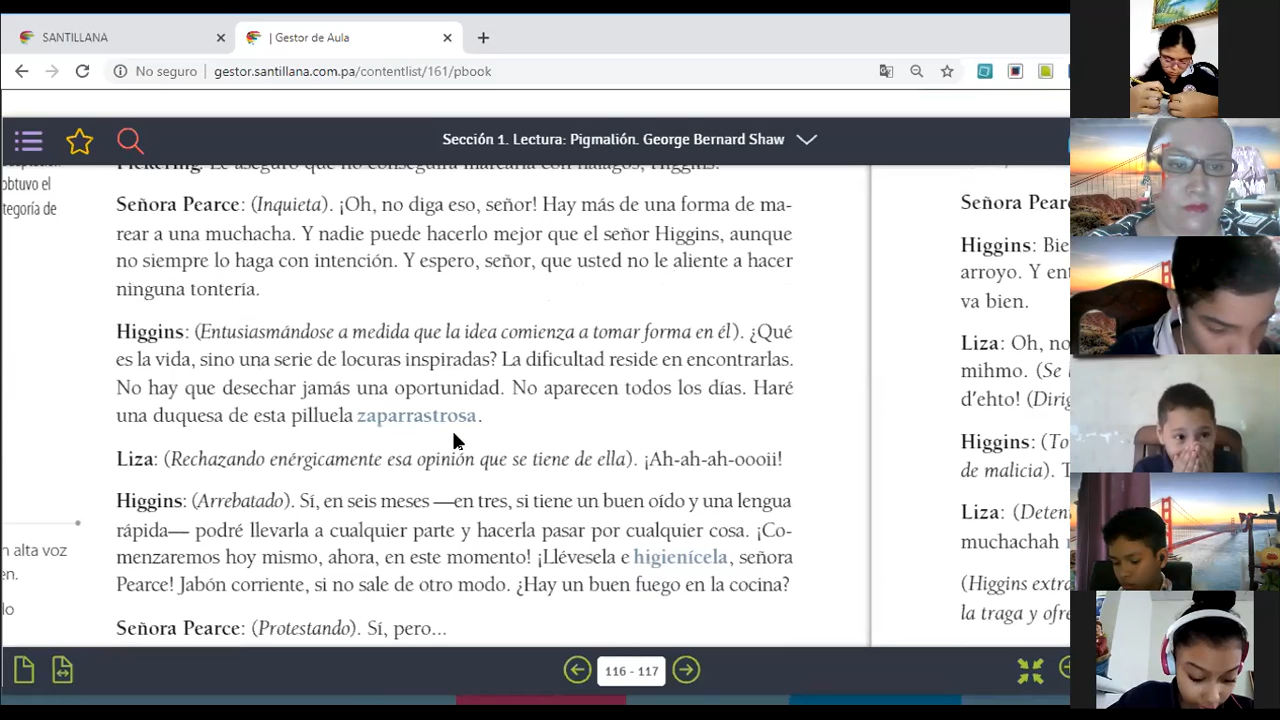 SANTILLANA
| Gestor de Aula
No seguro
gestor.santillana.com.pa/contentlist/161/pbook
Sección 1. Lectura: Pigmalión. George Bernard Shaw
obtuvo el
tegoría de
n alta voz
en.
lo
Señora Pearce: (Inquieta). ¡Oh, no diga eso, señor! Hay más de una forma de ma-
rear a una muchacha. Y nadie puede hacerlo mejor que el señor Higgins, aunque
no siempre lo haga con intención. Y espero, señor, que usted no le aliente a hacer
ninguna tontería.
Higgins: (Entusiasmándose a medida que la idea comienza a tomar forma en él). ¿Qué
es la vida, sino una serie de locuras inspiradas? La dificultad reside en encontrarlas.
No hay que desechar jamás una oportunidad. No aparecen todos los días. Haré
una duquesa de esta pilluela zaparrastrosa.
Liza: (Rechazando enérgicamente esa opinión que se tiene de ella). ¡Ah-ah-ah-oooii!
Higgins: (Arrebatado). Sí, en seis meses —en tres, si tiene un buen oído y una lengua
rápida— podré llevarla a cualquier parte y hacerla pasar por cualquier cosa. ¡Co-
menzaremos hoy mismo, ahora, en este momento! ¡Llévesela e higienícela, señora
Pearce! Jabón corriente, si no sale de otro modo. ¿Hay un buen fuego en la cocina?
Señora Pearce: (Protestando). Sí, pero...
Señora Pear
Higgins: Bie
arroyo. Y ent
va bien.
Liza: Oh, no
mihmo. (Se
d'ehto! (Dirig
Higgins: (To
de malicia). T
Liza: (Deten
muchachah
(Higgins extra
la traga y ofre
116 - 117